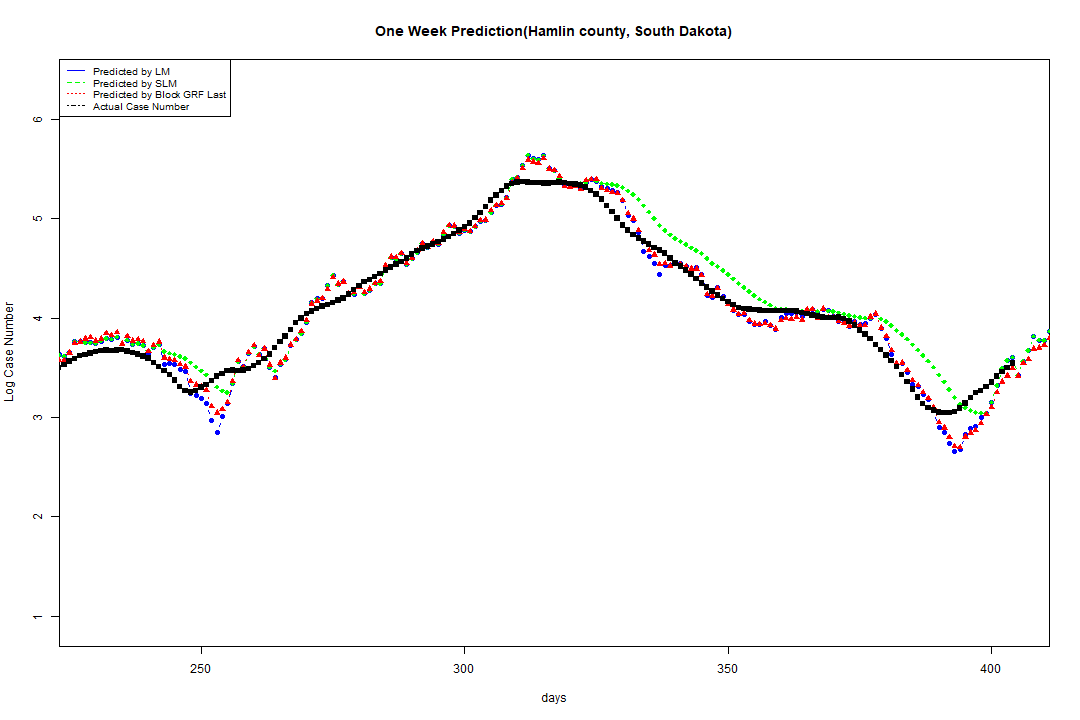 One Week Prediction(Hamlin county, South Dakota)
Predicted by LM
Predicted by SLM
Predicted by Block GRF Last
Actual Case Number
Log Case Number
6
5
4
3
2
1
250 300 350 400
days